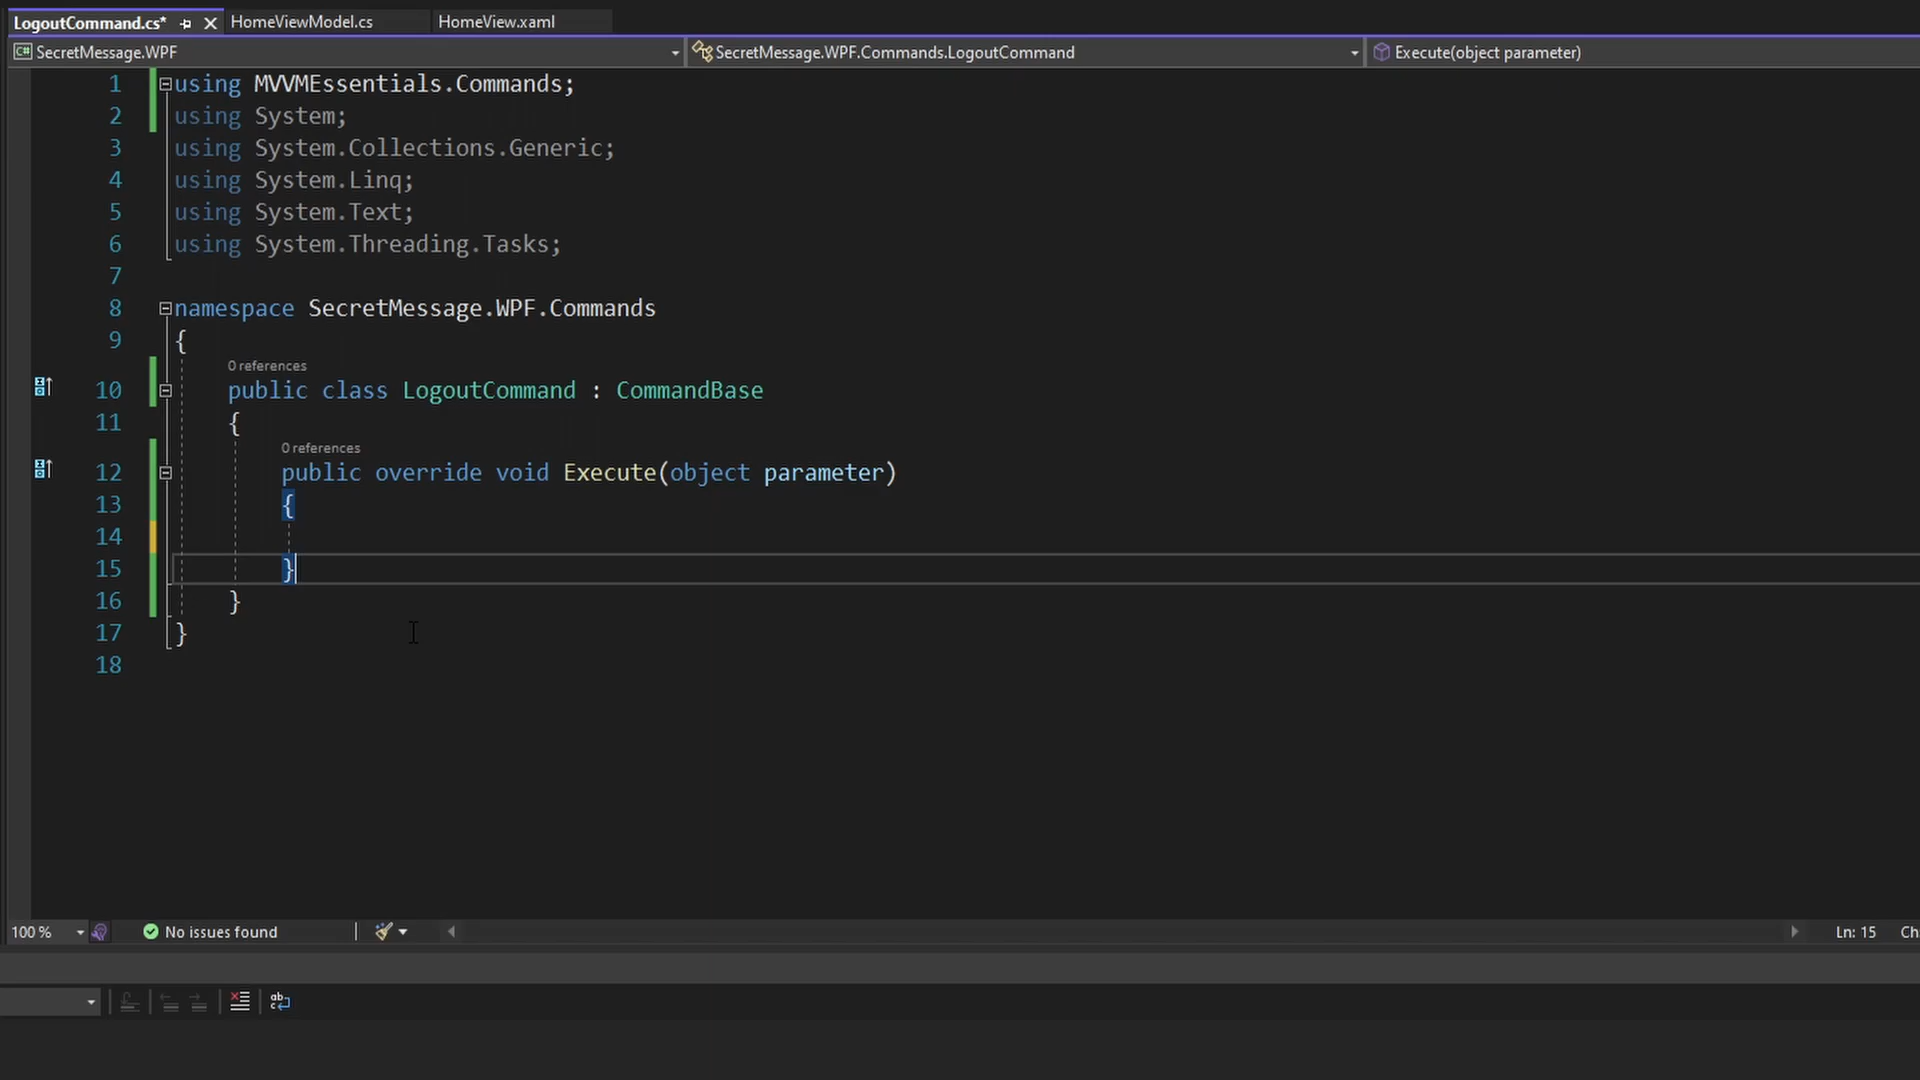 LogoutCommand.cs* HomeViewModel.cs HomeView.xaml
C# SecretMessage.WPF SecretMessage.WPF.Commands.LogoutCommand Execute(object parameter)
1 using MVVMEssentials.Commands;
2 using System;
3 using System.Collections.Generic;
4 using System.Linq;
5 using System.Text;
6 using System.Threading.Tasks;
7
8 namespace SecretMessage.WPF.Commands
9 {
0 references
10 public class LogoutCommand : CommandBase
11 {
0 references
12 public override void Execute(object parameter)
13 {
14
15 }
16 }
17 }
18
100 % No issues found Ln: 15 Ch